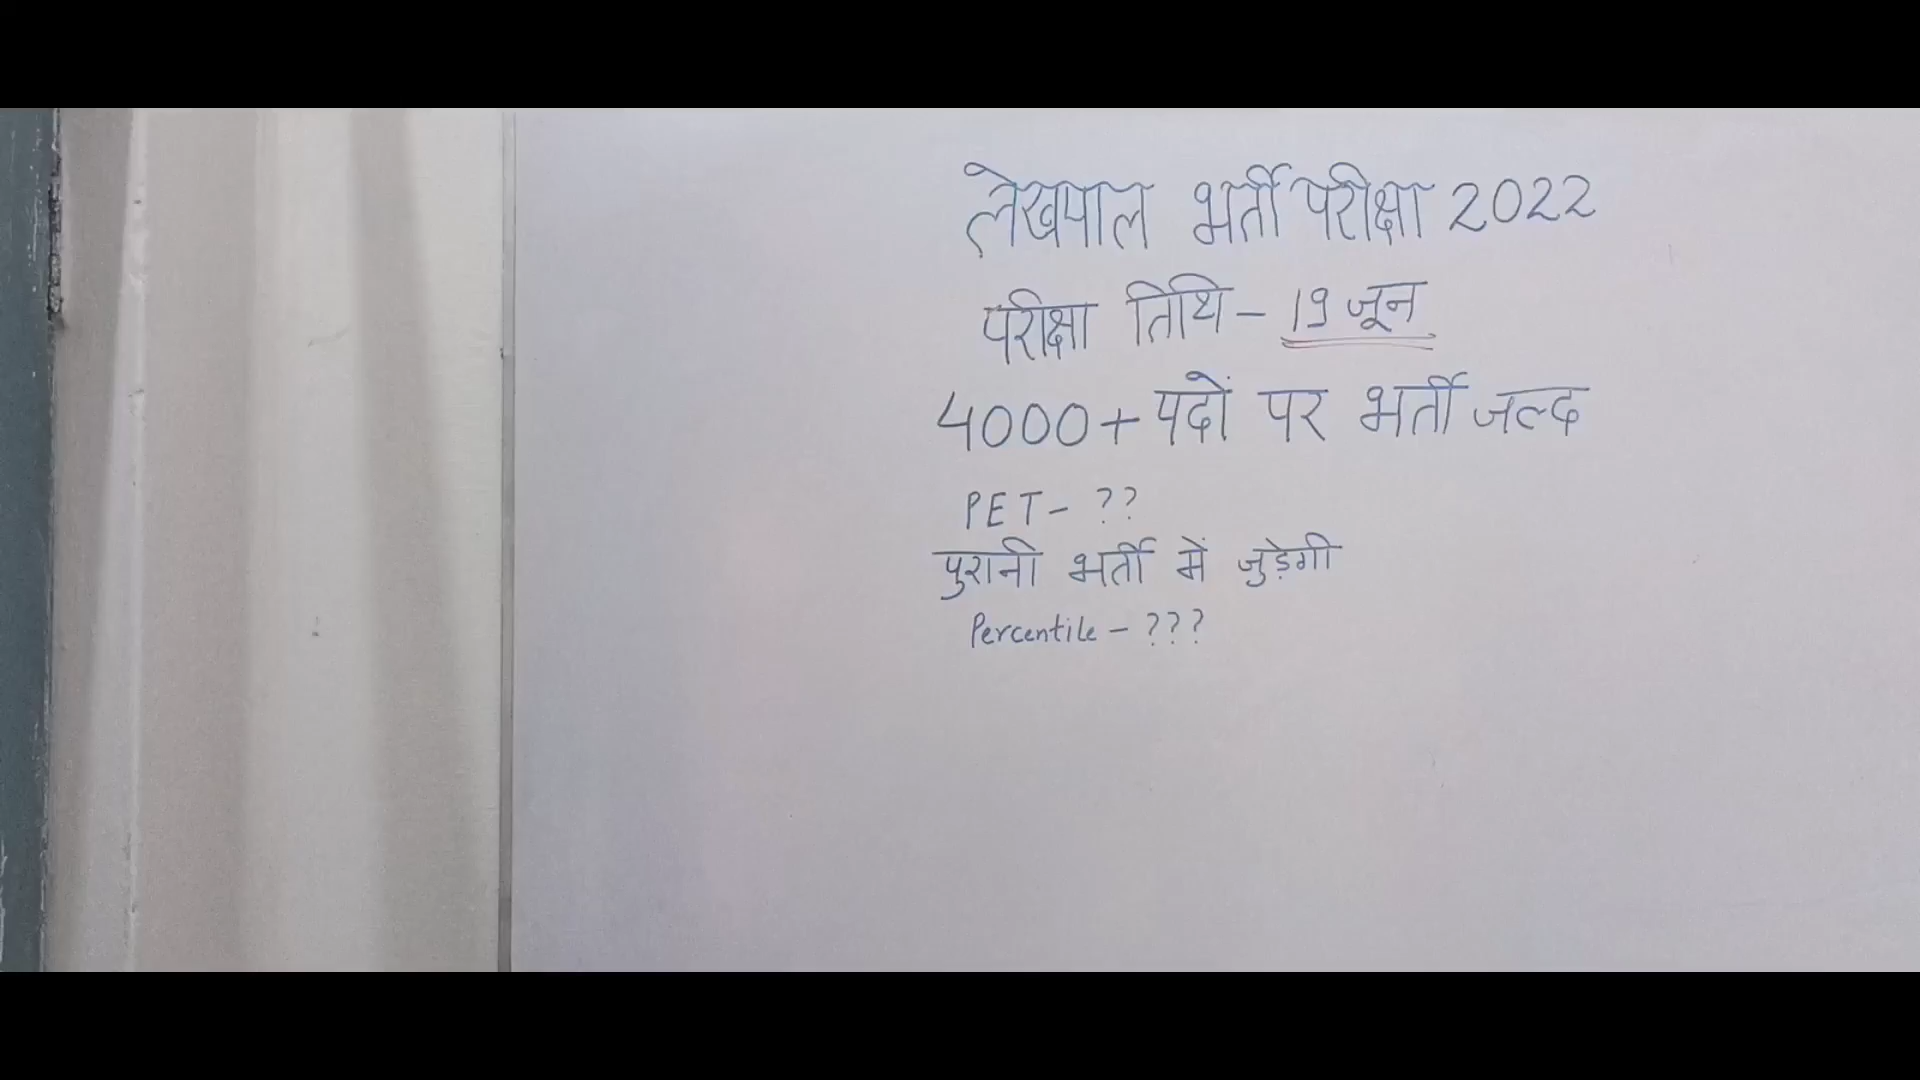 लेखपाल भर्ती परीक्षा 2022
परीक्षा तिथि - 19 जून
4000+ पदों पर भर्ती जल्द
PET - ??
पुरानी भर्ती में जुड़ेगी
Percentile - ???